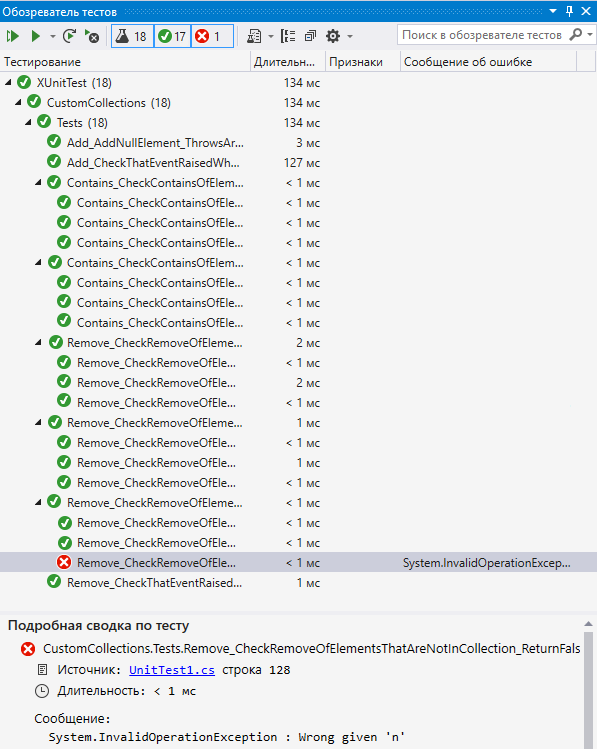 Обозреватель тестов
18 17 1 Поиск в обозревателе тестов
Тестирование Длительн... Признаки Сообщение об ошибке
XUnitTest (18) 134 мс
CustomCollections (18) 134 мс
Tests (18) 134 мс
Add_AddNullElement_ThrowsAr... 3 мс
Add_CheckThatEventRaisedWh... 127 мс
Contains_CheckContainsOfElem... < 1 мс
Contains_CheckContainsOfEle... < 1 мс
Contains_CheckContainsOfEle... < 1 мс
Contains_CheckContainsOfEle... < 1 мс
Contains_CheckContainsOfElem... < 1 мс
Contains_CheckContainsOfEle... < 1 мс
Contains_CheckContainsOfEle... < 1 мс
Contains_CheckContainsOfEle... < 1 мс
Remove_CheckRemoveOfEleme... 2 мс
Remove_CheckRemoveOfEle... < 1 мс
Remove_CheckRemoveOfEle... 2 мс
Remove_CheckRemoveOfEle... < 1 мс
Remove_CheckRemoveOfEleme... 1 мс
Remove_CheckRemoveOfEle... < 1 мс
Remove_CheckRemoveOfEle... 1 мс
Remove_CheckRemoveOfEle... < 1 мс
Remove_CheckRemoveOfEleme... < 1 мс
Remove_CheckRemoveOfEle... < 1 мс
Remove_CheckRemoveOfEle... < 1 мс
Remove_CheckRemoveOfEle... < 1 мс System.InvalidOperationExcep...
Remove_CheckThatEventRaised... 1 мс
Подробная сводка по тесту
CustomCollections.Tests.Remove_CheckRemoveOfElementsThatAreNotInCollection_ReturnFals
Источник: UnitTest1.cs строка 128
Длительность: < 1 мс
Сообщение:
System.InvalidOperationException : Wrong given 'n'